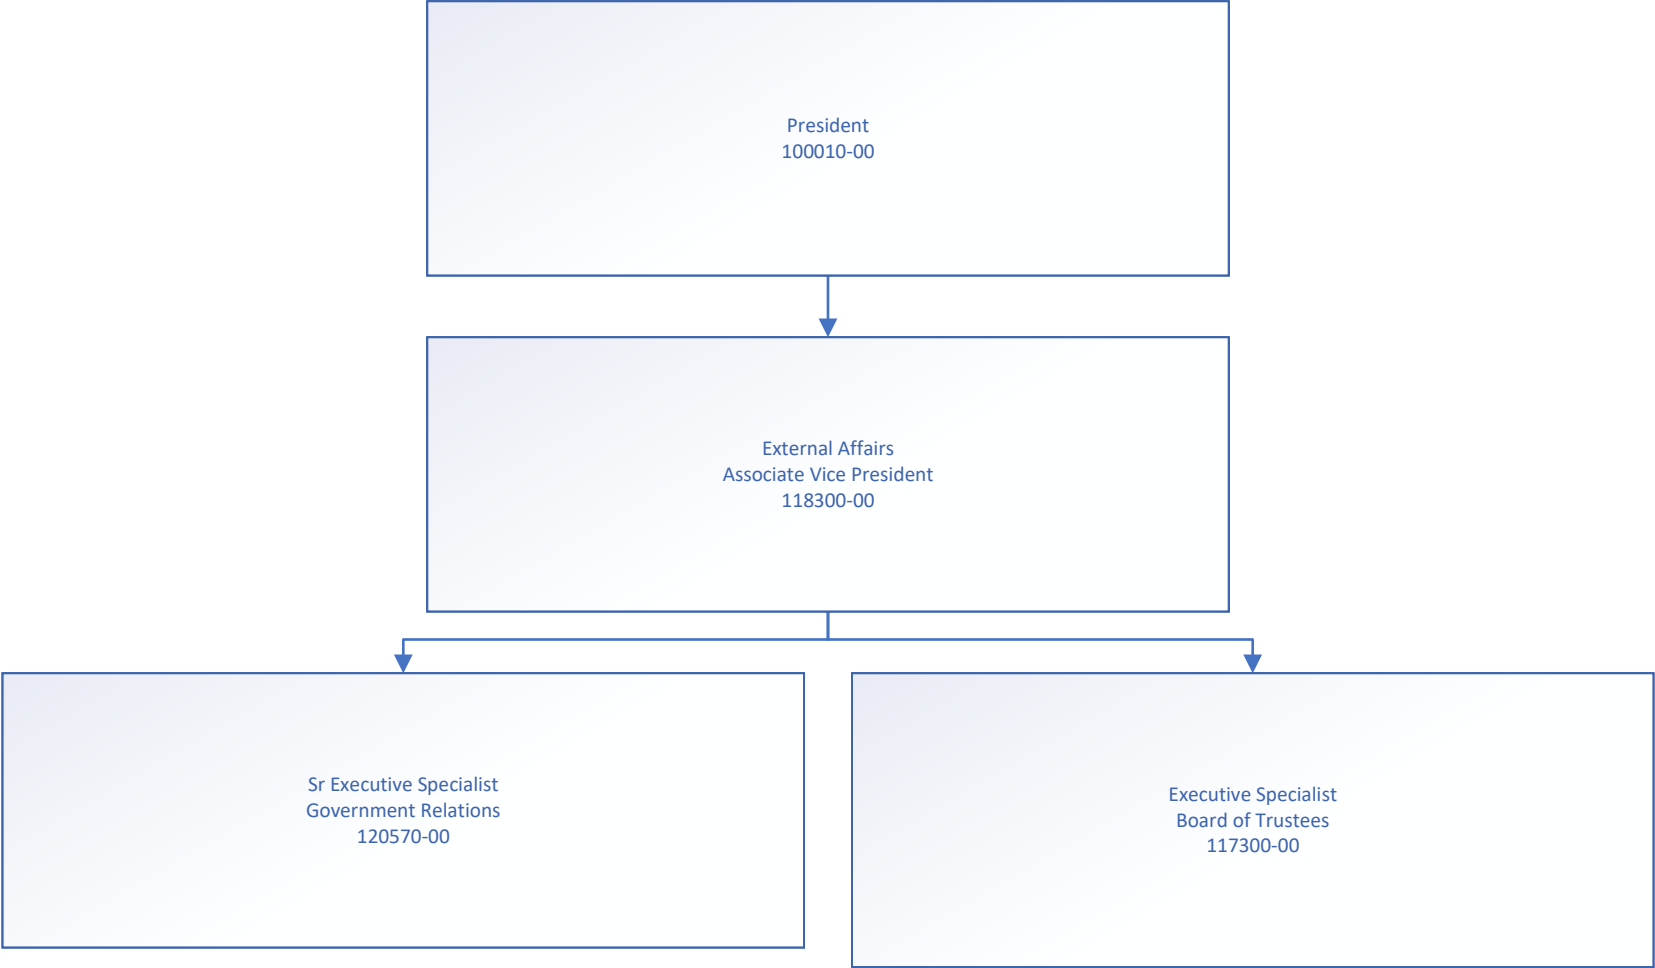 President
100010-00
External Affairs
Associate Vice President
118300-00
Sr Executive Specialist
Government Relations
120570-00
Executive Specialist
Board of Trustees
117300-00